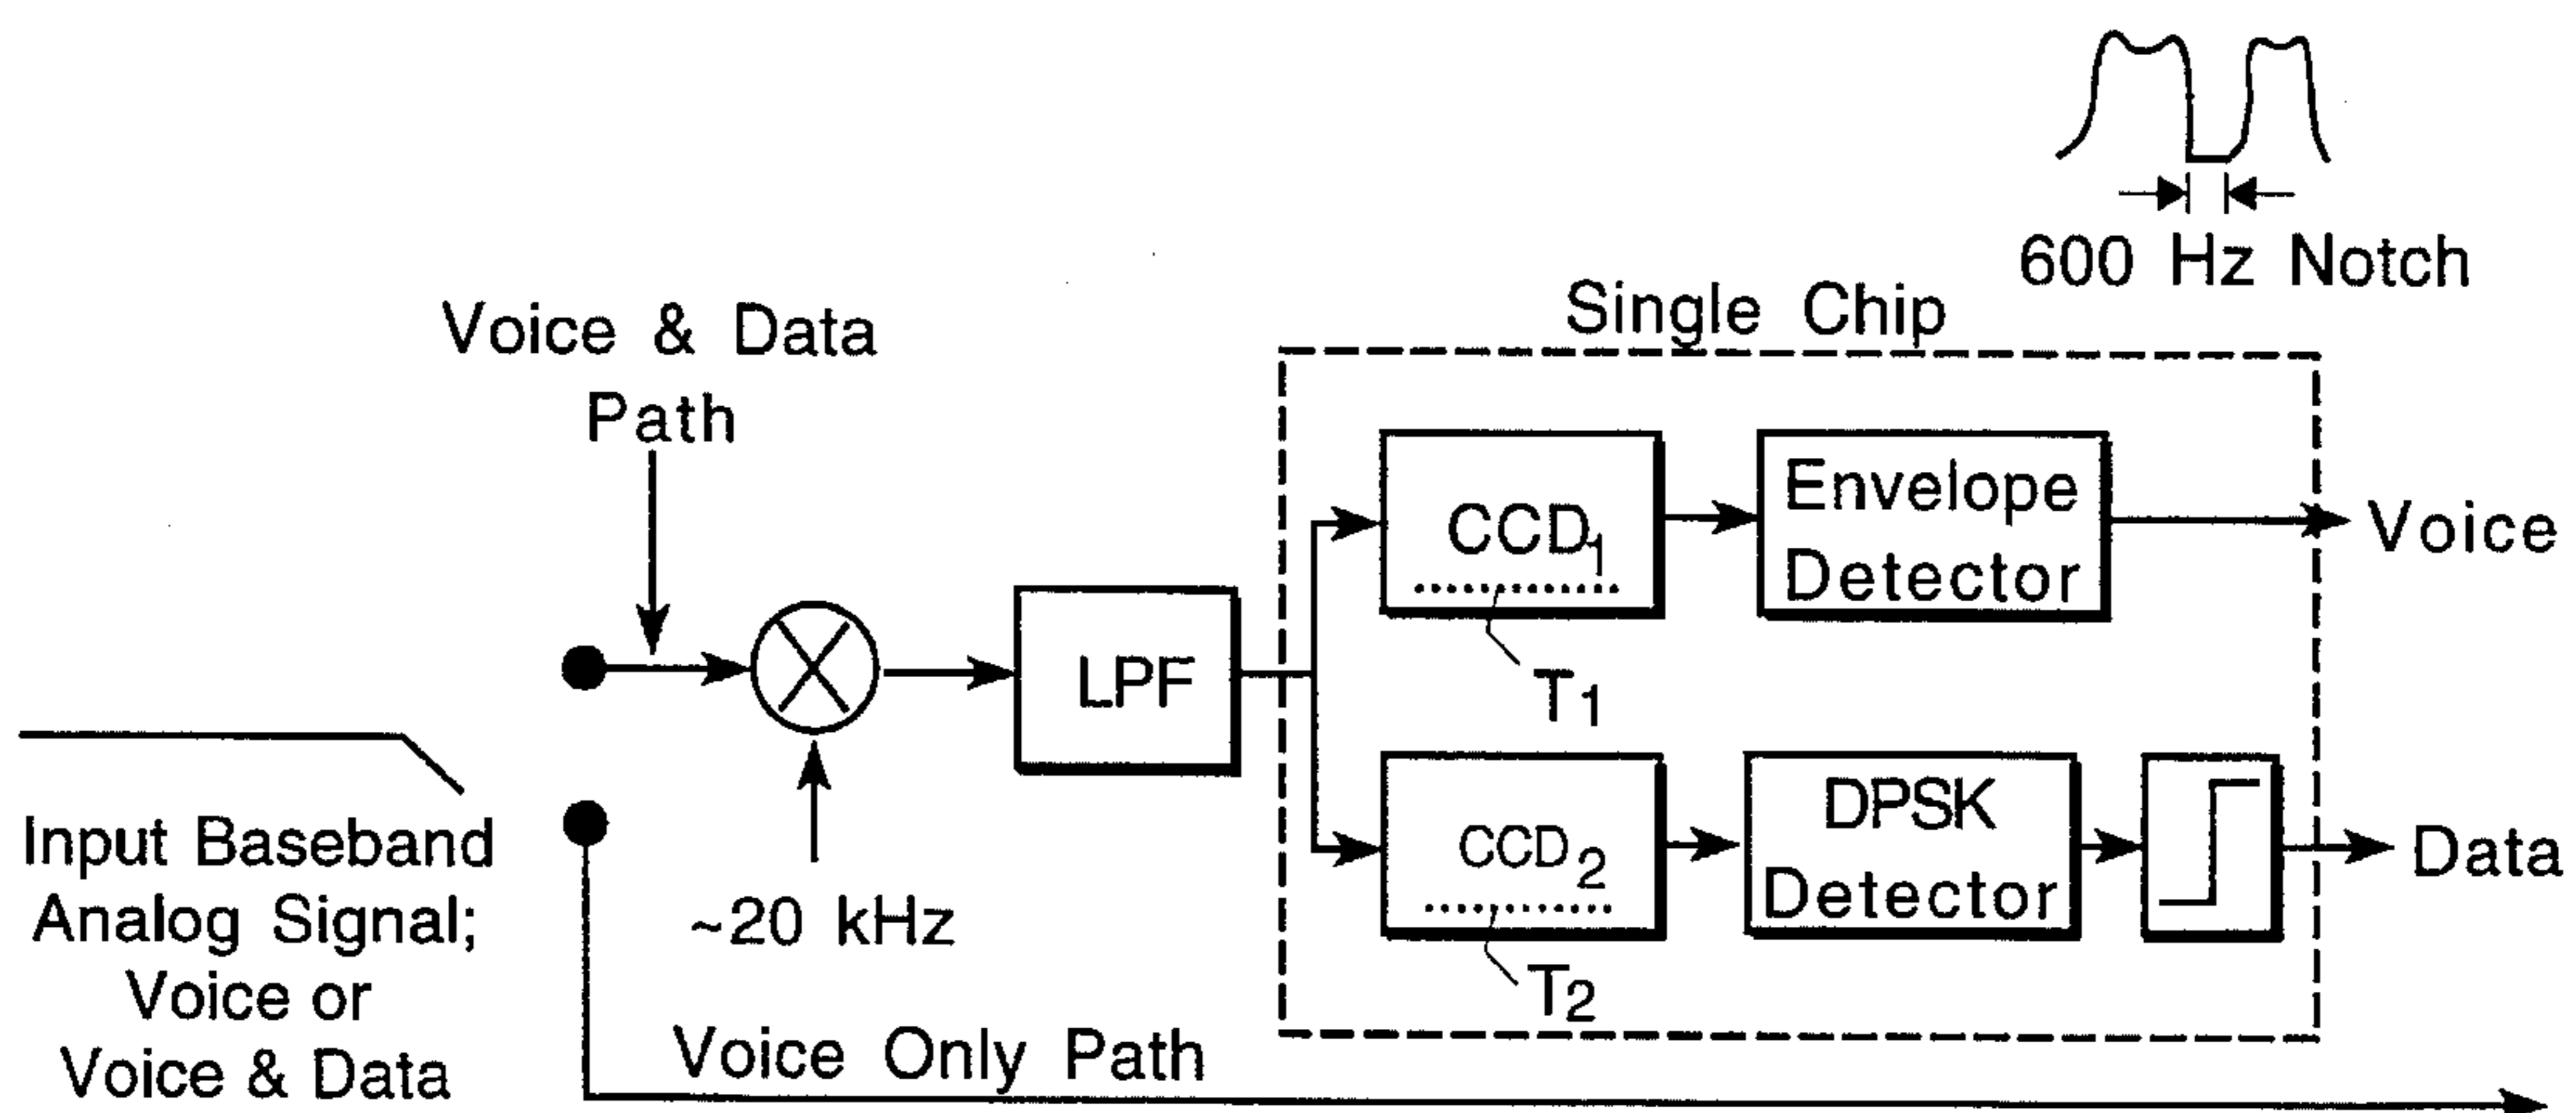 600 Hz Notch
Single Chip
Voice & Data
Path
Envelope
Detector
CCD1
Voice
T1
LPF
DPSK
Detector
CCD2
Data
T2
~20 kHz
Input Baseband
Analog Signal;
Voice or
Voice & Data
Voice Only Path